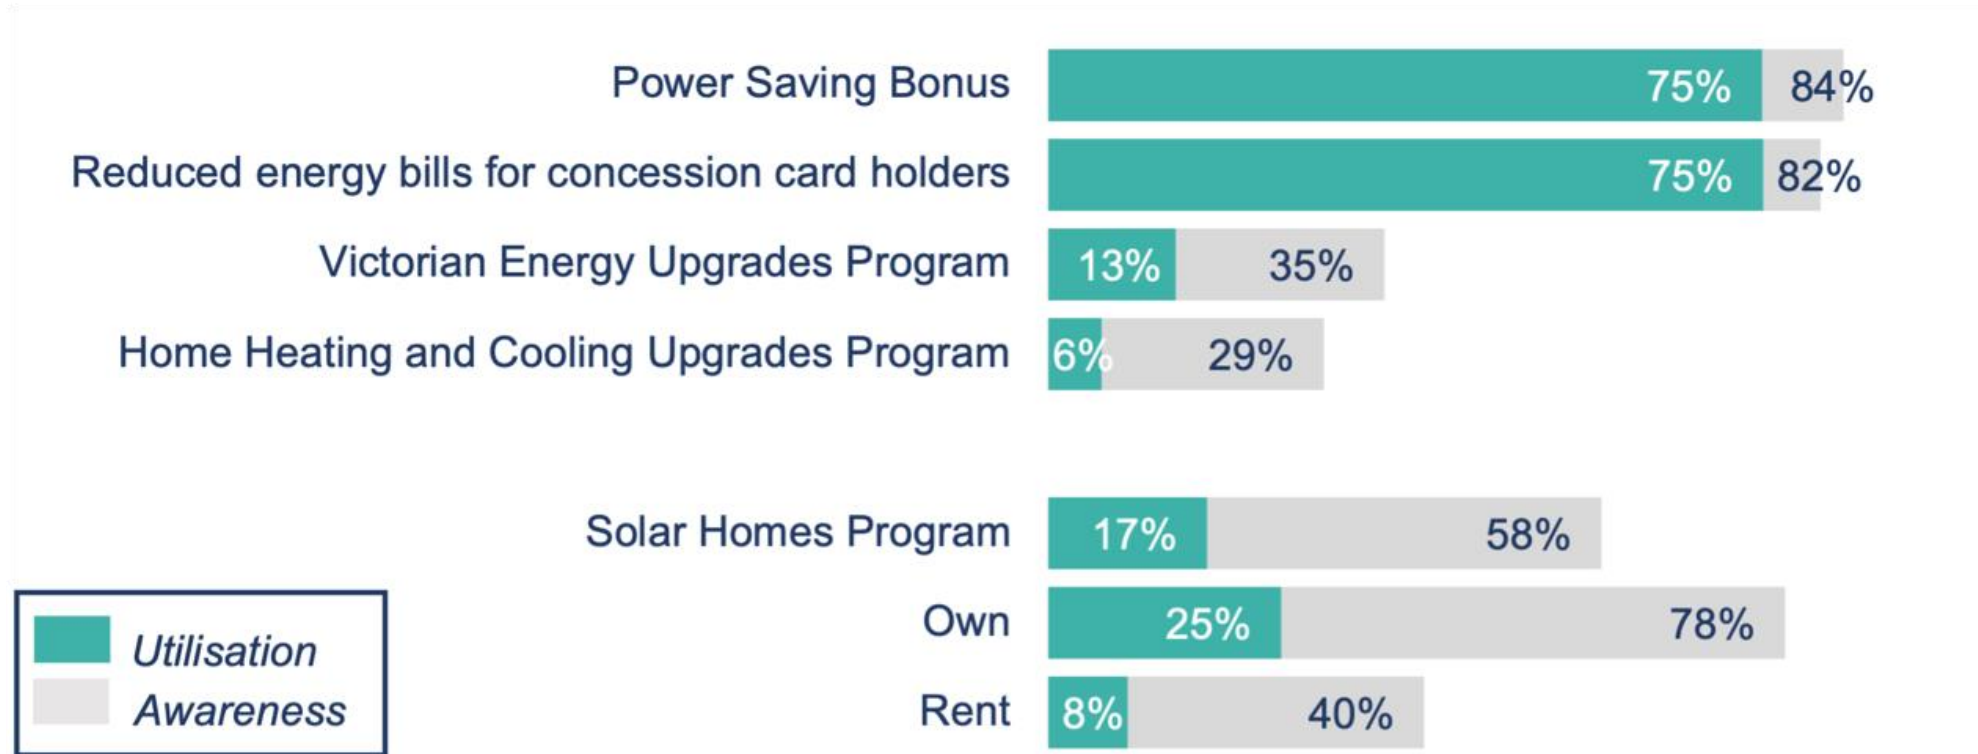 Power Saving Bonus 75% 84%
Reduced energy bills for concession card holders 75% 82%
Victorian Energy Upgrades Program 13% 35%
Home Heating and Cooling Upgrades Program 6% 29%
Solar Homes Program 17% 58%
Own 25% 78%
Rent 8% 40%
Utilisation
Awareness